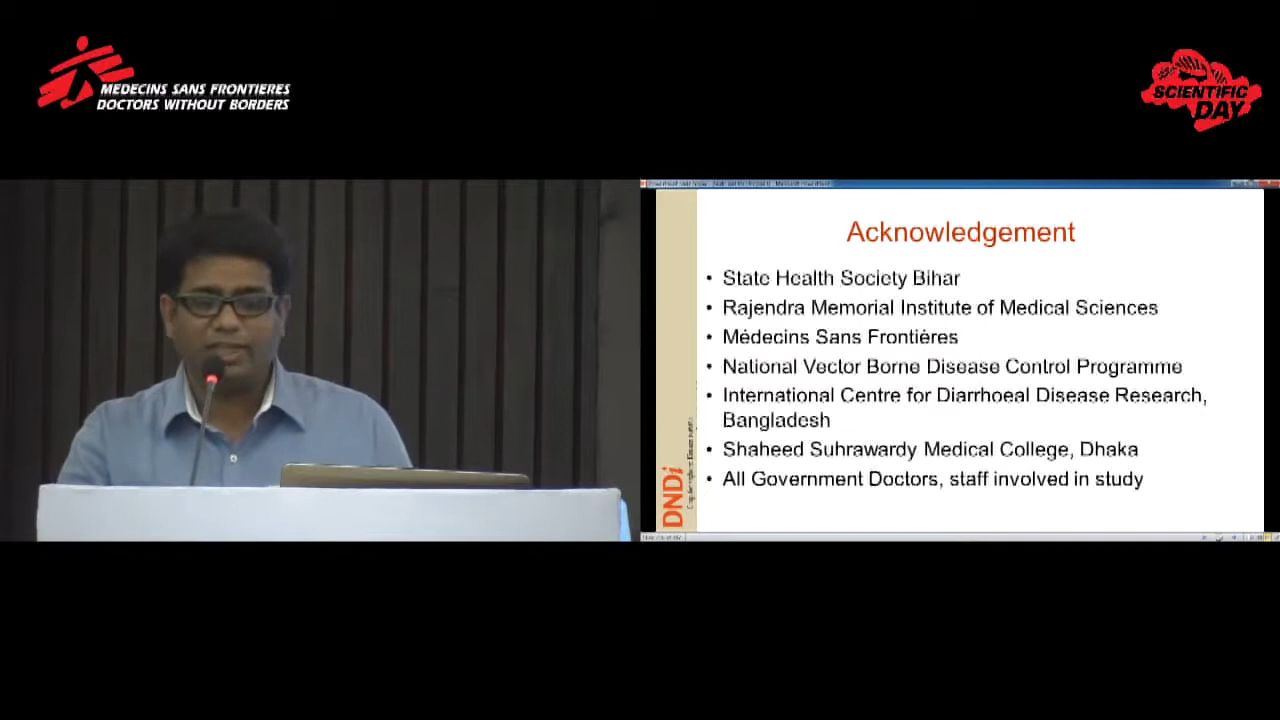 MEDECINS SANS FRONTIERES
DOCTORS WITHOUT BORDERS
SCIENTIFIC
DAY
Acknowledgement
• State Health Society Bihar
• Rajendra Memorial Institute of Medical Sciences
• Médecins Sans Frontières
• National Vector Borne Disease Control Programme
• International Centre for Diarrhoeal Disease Research,
Bangladesh
• Shaheed Suhrawardy Medical College, Dhaka
• All Government Doctors, staff involved in study
DNDi